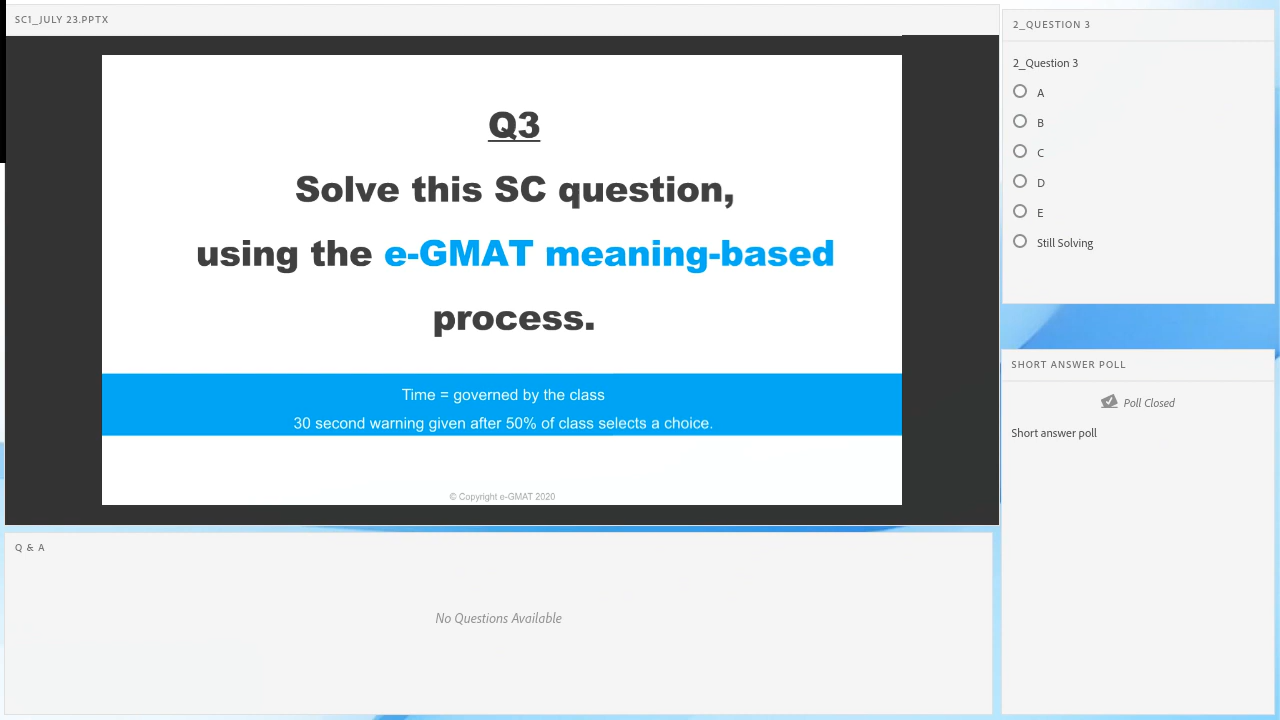 SC1_JULY 23.PPTX
Q3
Solve this SC question,
using the e-GMAT meaning-based
process.
Time = governed by the class
30 second warning given after 50% of class selects a choice.
© Copyright e-GMAT 2020
Q & A
No Questions Available
2_QUESTION 3
2_Question 3
A
B
C
D
E
Still Solving
SHORT ANSWER POLL
Poll Closed
Short answer poll